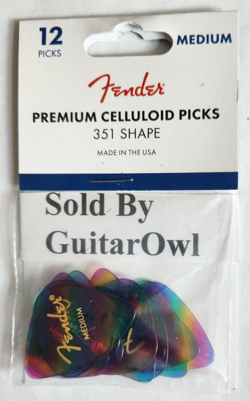 12 PICKS
MEDIUM
Fender
PREMIUM CELLULOID PICKS
351 SHAPE
MADE IN THE USA
Sold By
GuitarOwl
Fender
MEDIUM